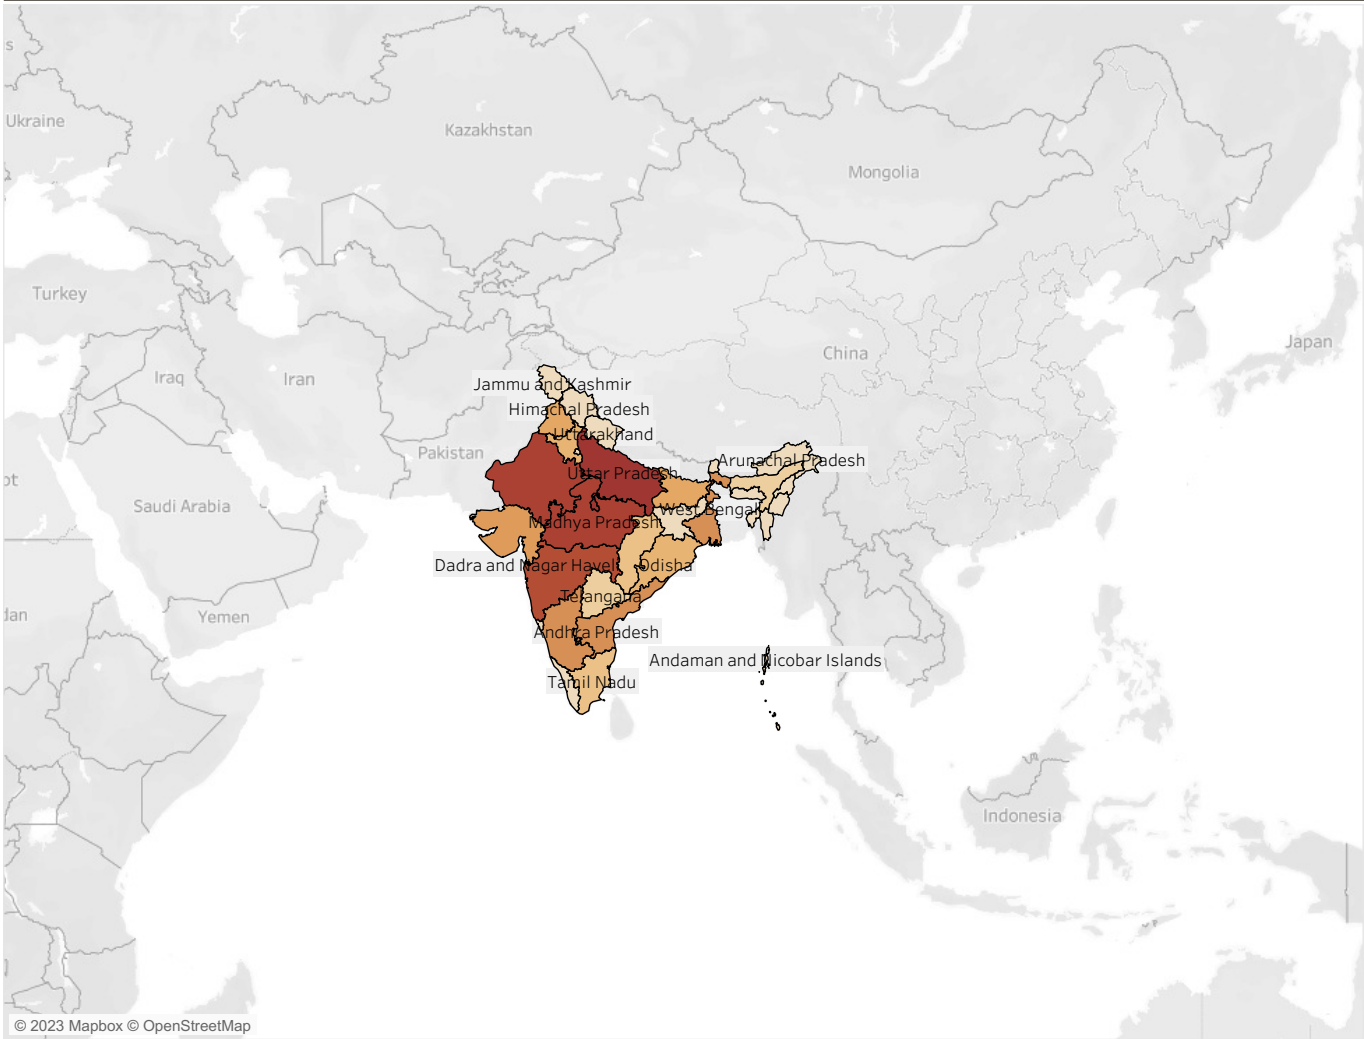 s
Ukraine
Kazakhstan
Mongolia
Turkey
Japan
China
Iraq
Iran
Jammu and Kashmir
Himachal Pradesh
Uttarakhand
Pakistan
Arunachal Pradesh
Uttar Pradesh
ot
Saudi Arabia
West Bengal
Madhya Pradesh
Dadra and Nagar Haveli
Odisha
Telangana
dan
Yemen
Andhra Pradesh
Andaman and Nicobar Islands
Tamil Nadu
Indonesia
© 2023 Mapbox © OpenStreetMap